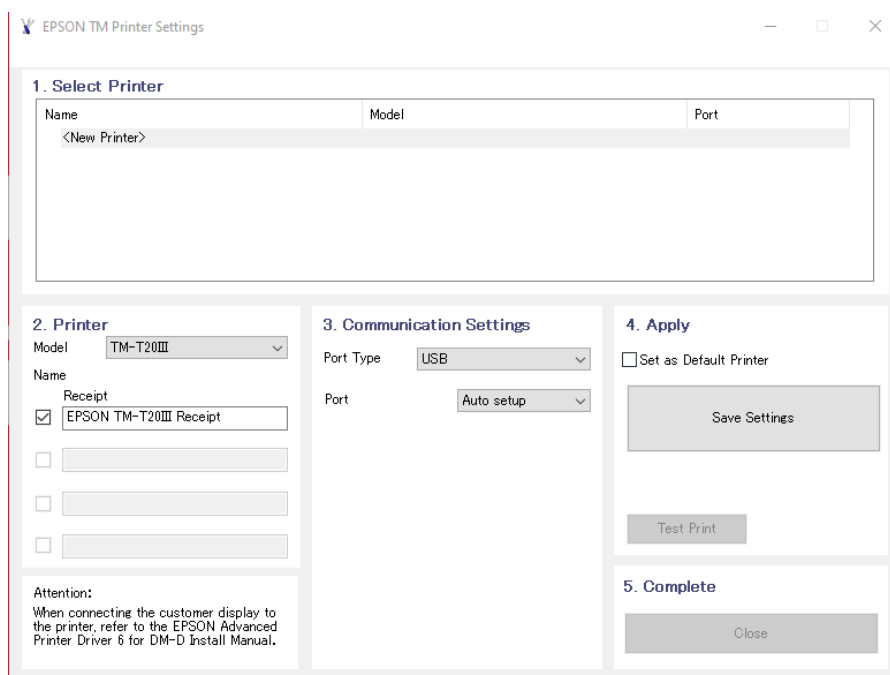 EPSON TM Printer Settings
1. Select Printer
Name Model Port
<New Printer>
2. Printer
Model TM-T20Ⅲ
Name
Receipt
EPSON TM-T20Ⅲ Receipt
Attention:
When connecting the customer display to
the printer, refer to the EPSON Advanced
Printer Driver 6 for DM-D Install Manual.
3. Communication Settings
Port Type USB
Port Auto setup
4. Apply
Set as Default Printer
Save Settings
Test Print
5. Complete
Close